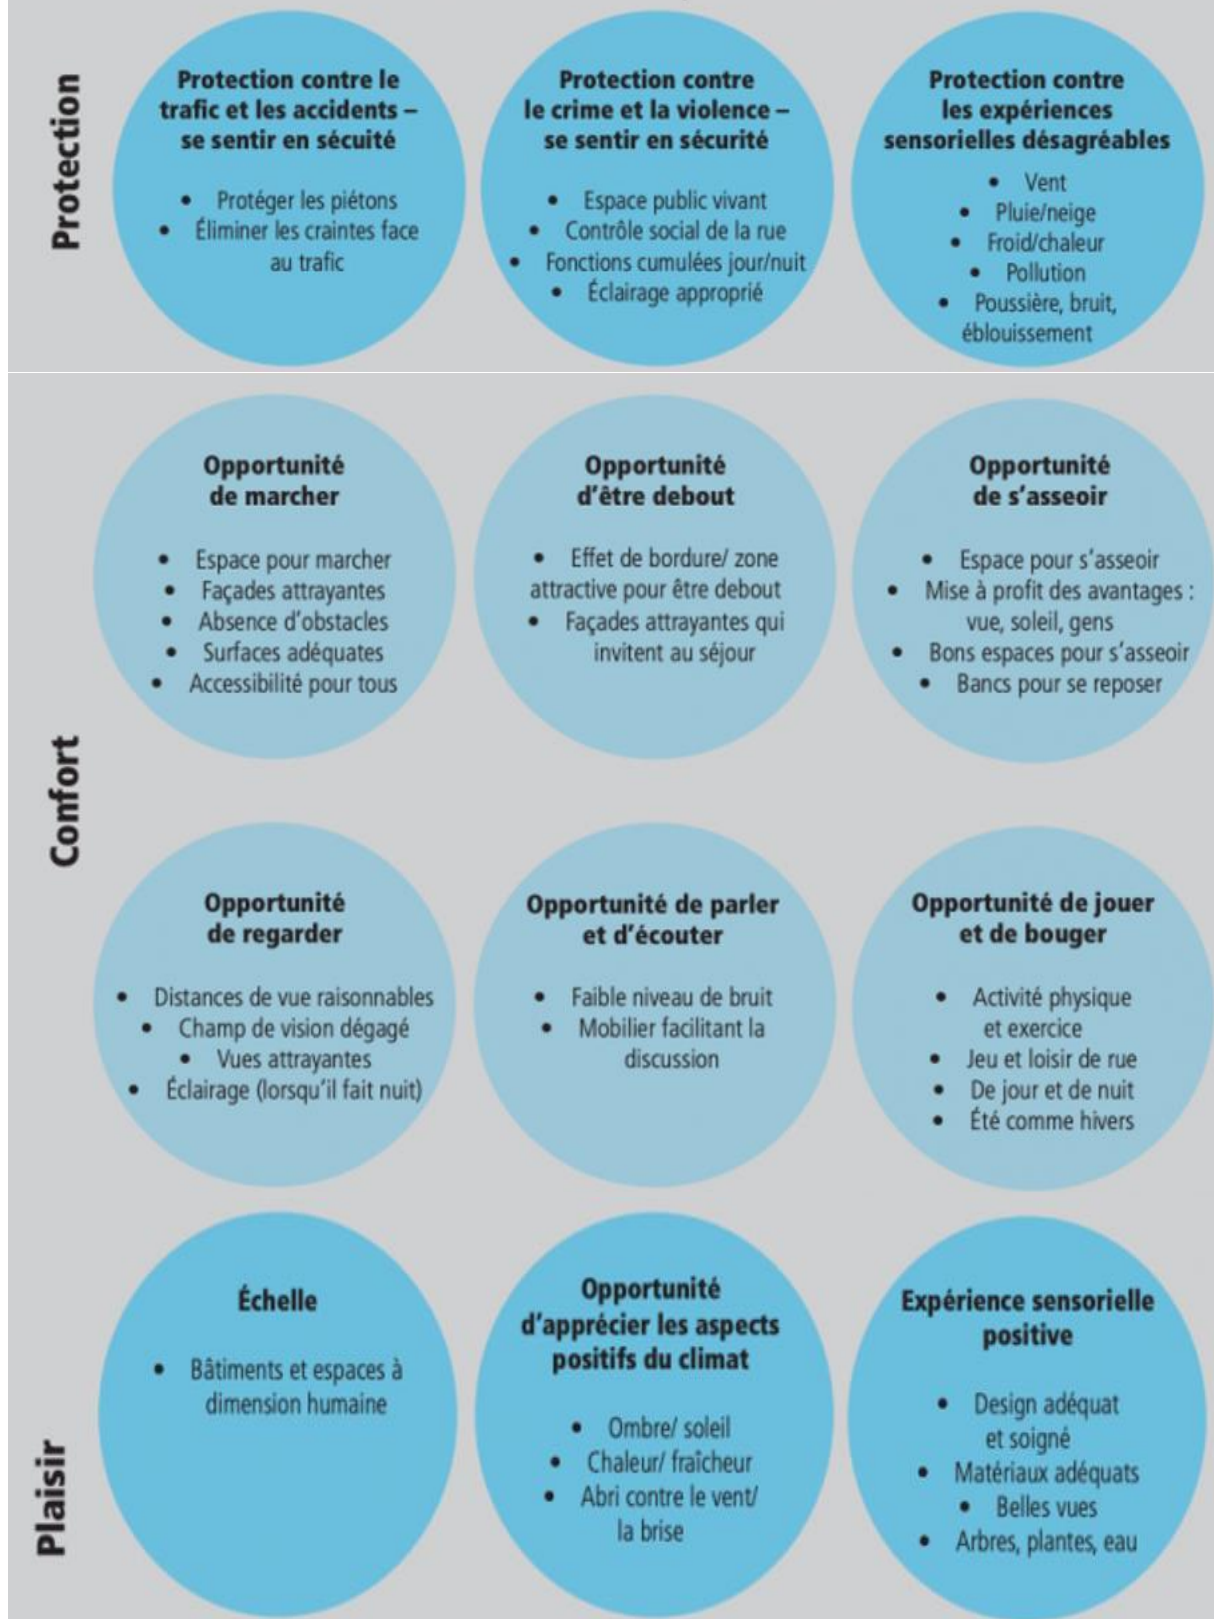 Protection
Protection contre le
trafic et les accidents –
se sentir en sécuité
• Protéger les piétons
• Éliminer les craintes face
au trafic
Protection contre
le crime et la violence –
se sentir en sécurité
• Espace public vivant
• Contrôle social de la rue
• Fonctions cumulées jour/nuit
• Éclairage approprié
Protection contre
les expériences
sensorielles désagréables
• Vent
• Pluie/neige
• Froid/chaleur
• Pollution
• Poussière, bruit,
éblouissement
Confort
Opportunité
de marcher
• Espace pour marcher
• Façades attrayantes
• Absence d'obstacles
• Surfaces adéquates
• Accessibilité pour tous
Opportunité
d'être debout
• Effet de bordure/ zone
attractive pour être debout
• Façades attrayantes qui
invitent au séjour
Opportunité
de s'asseoir
• Espace pour s'asseoir
• Mise à profit des avantages :
vue, soleil, gens
• Bons espaces pour s'asseoir
• Bancs pour se reposer
Opportunité
de regarder
• Distances de vue raisonnables
• Champ de vision dégagé
• Vues attrayantes
• Éclairage (lorsqu'il fait nuit)
Opportunité de parler
et d'écouter
• Faible niveau de bruit
• Mobilier facilitant la
discussion
Opportunité de jouer
et de bouger
• Activité physique
et exercice
• Jeu et loisir de rue
• De jour et de nuit
• Été comme hivers
Plaisir
Échelle
• Bâtiments et espaces à
dimension humaine
Opportunité
d'apprécier les aspects
positifs du climat
• Ombre/ soleil
• Chaleur/ fraîcheur
• Abri contre le vent/
la brise
Expérience sensorielle
positive
• Design adéquat
et soigné
• Matériaux adéquats
• Belles vues
• Arbres, plantes, eau